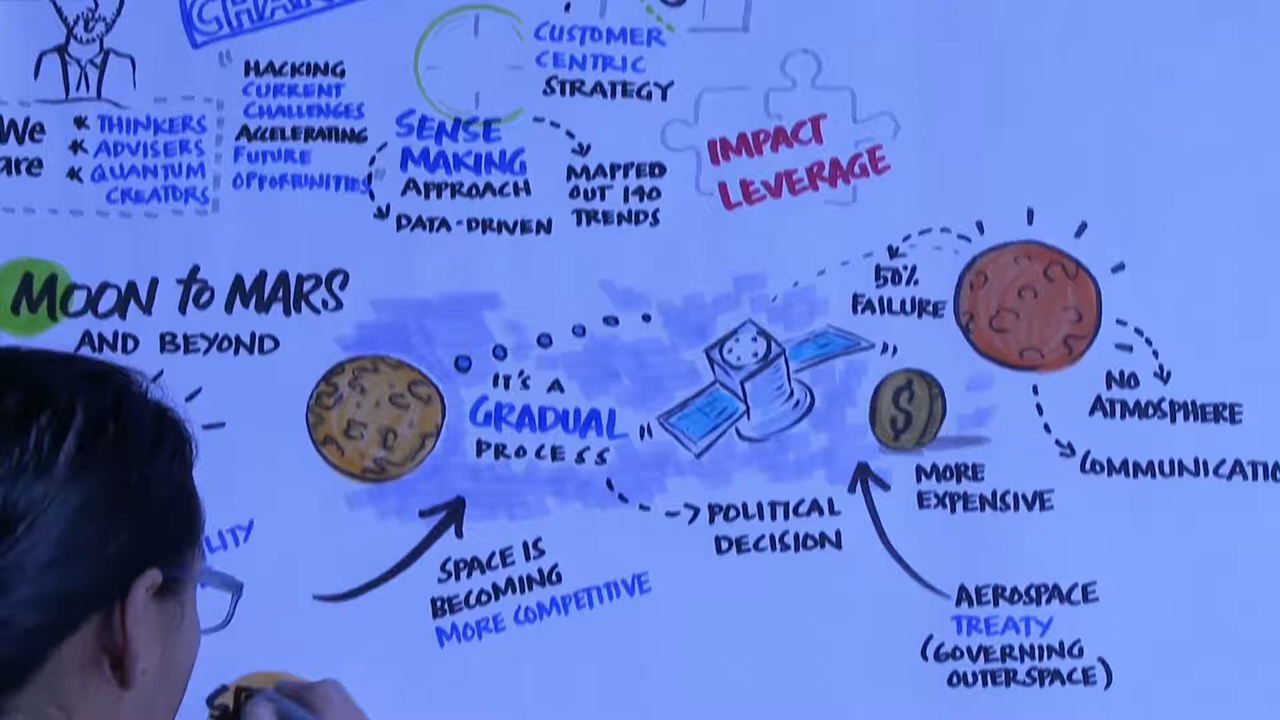 We
are
* THINKERS
* ADVISERS
* QUANTUM
CREATORS
HACKING
CURRENT
CHALLENGES
ACCELERATING
FUTURE
OPPORTUNITIES
SENSE
MAKING
APPROACH
DATA-DRIVEN
CUSTOMER
CENTRIC
STRATEGY
MAPPED
OUT 140
TRENDS
IMPACT
LEVERAGE
MOON to MARS
AND BEYOND
IT'S A
GRADUAL
PROCESS
POLITICAL
DECISION
50%
FAILURE
NO
ATMOSPHERE
COMMUNICATIO
$
MORE
EXPENSIVE
SPACE IS
BECOMING
MORE COMPETITIVE
LITY
AEROSPACE
TREATY
(GOVERNING
OUTERSPACE)